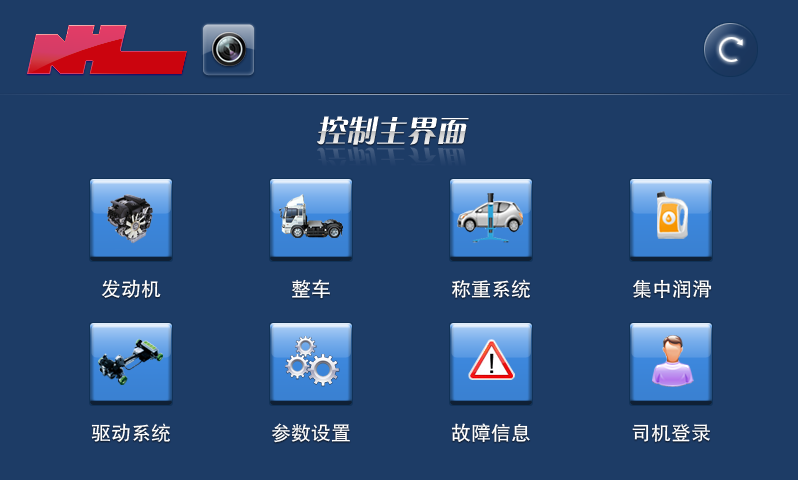 NHL
控制主界面
发动机
整车
称重系统
集中润滑
驱动系统
参数设置
故障信息
司机登录